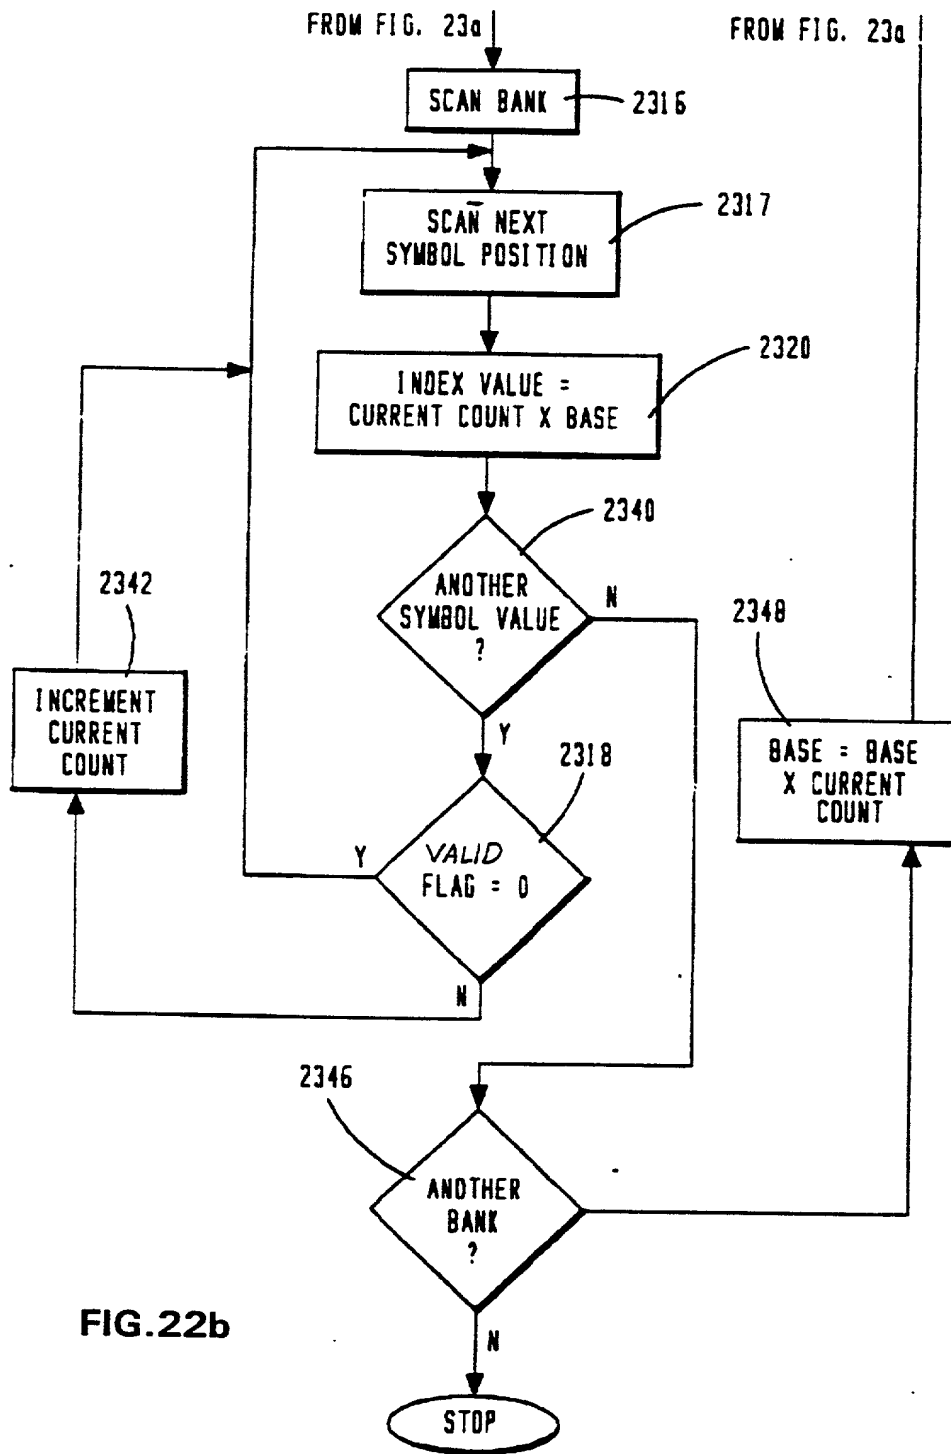 FROM FIG. 23a
FROM FIG. 23a
SCAN BANK
2316
SCAN NEXT
SYMBOL POSITION
2317
INDEX VALUE =
CURRENT COUNT X BASE
2320
ANOTHER
SYMBOL VALUE
?
2340
N
Y
2342
INCREMENT
CURRENT
COUNT
2348
BASE = BASE
X CURRENT
COUNT
VALID
FLAG = 0
2318
Y
N
2346
ANOTHER
BANK
?
N
STOP
FIG.22b